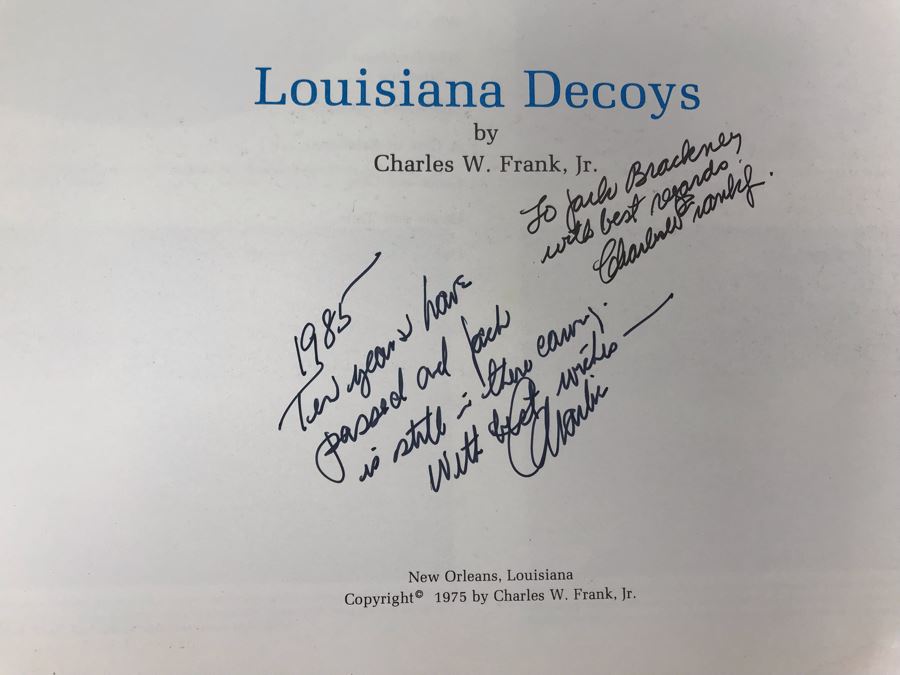 Louisiana Decoys
by
Charles W. Frank, Jr.
To Jack Brackney
with best regards.
Charles W Frank Jr.
1985
Ten years have
passed and Jack
is still in there
With best wishes —
Charlie
New Orleans, Louisiana
Copyright© 1975 by Charles W. Frank, Jr.